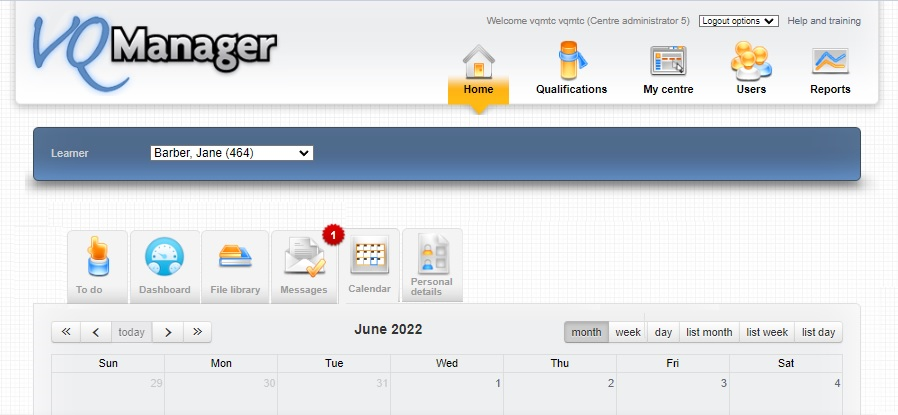 VQManager
Welcome vqmtc vqmtc (Centre administrator 5) Logout options Help and training
Home Qualifications My centre Users Reports
Learner Barber, Jane (464)
1
To do Dashboard File library Messages Calendar Personal details
« < today > » June 2022 month week day list month list week list day
Sun Mon Tue Wed Thu Fri Sat
29 30 31 1 2 3 4